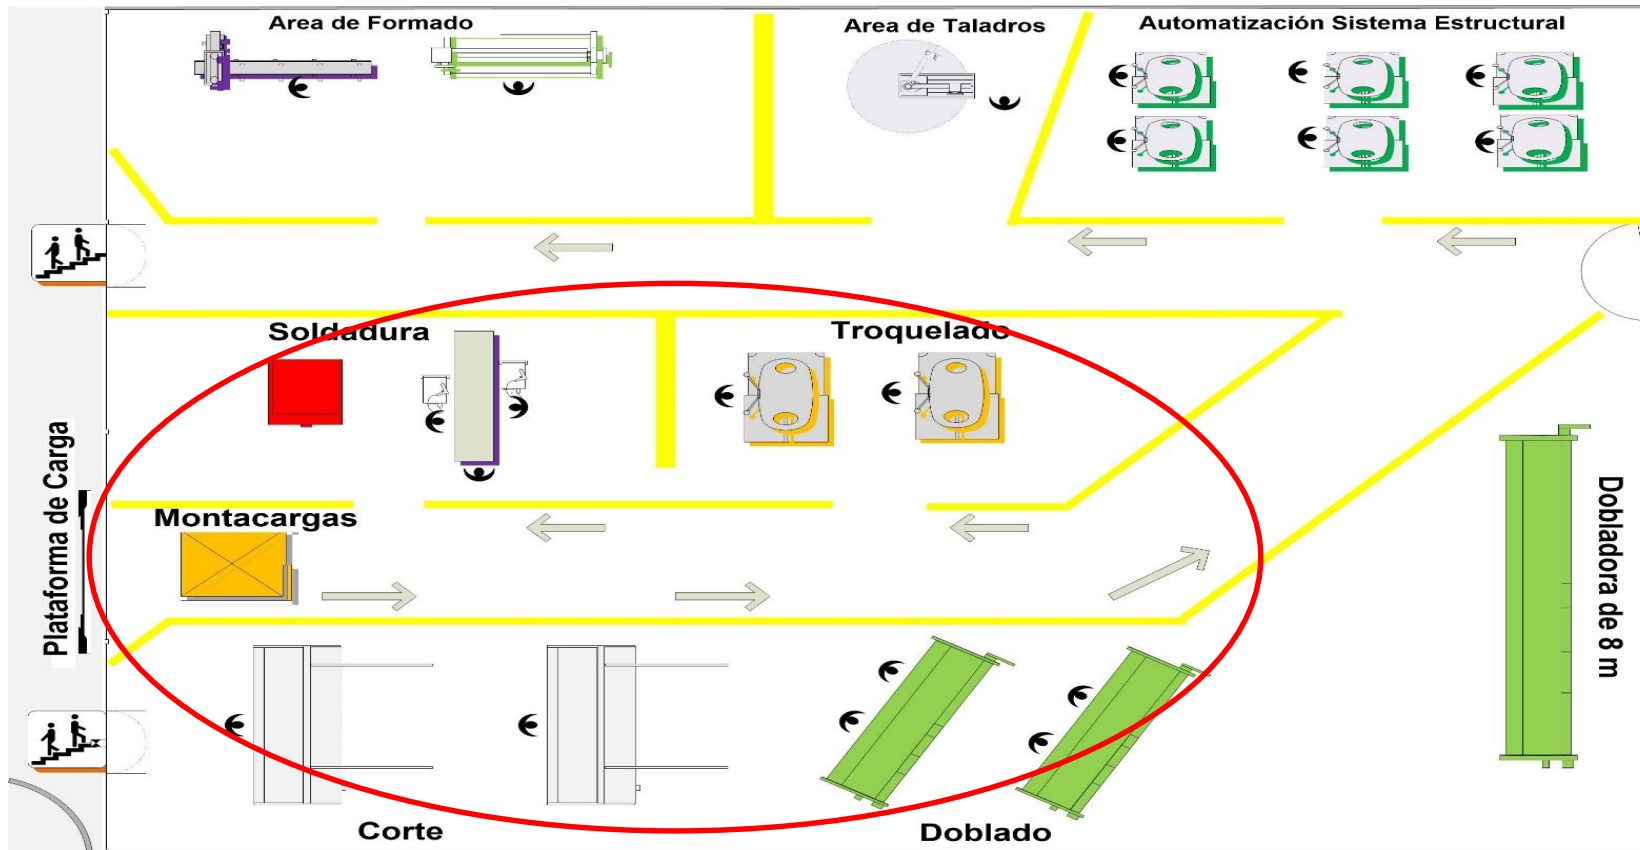 Area de Formado
Area de Taladros
Automatización Sistema Estructural
Soldadura
Troquelado
Montacargas
Plataforma de Carga
Dobladora de 8 m
Corte
Doblado